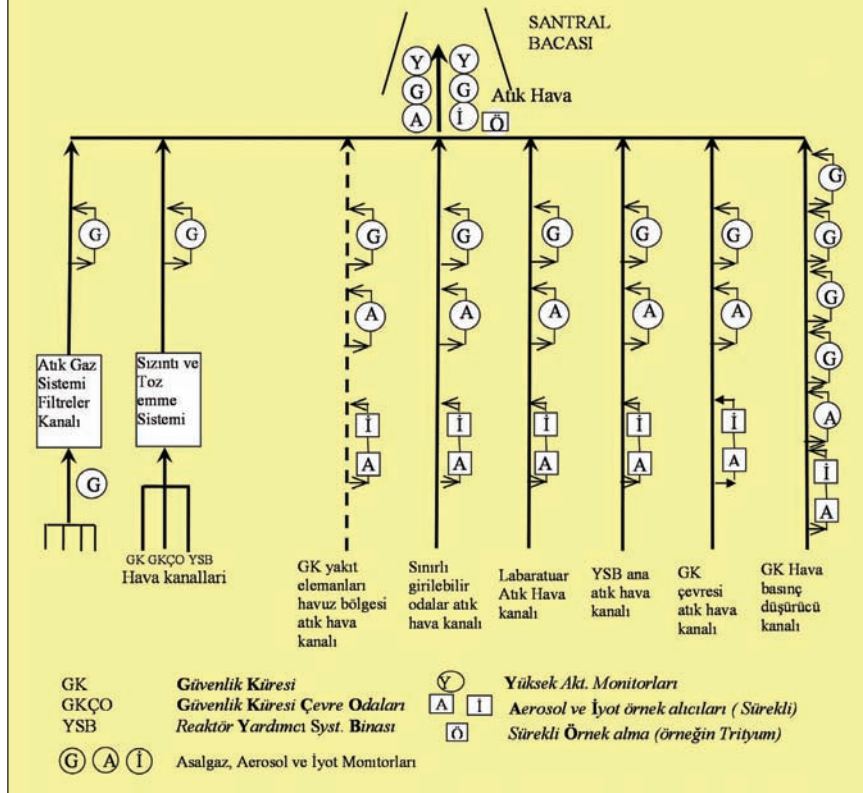 SANTRAL
BACASI
Y Y
G G
A İ
Atık Hava
Ö
G G G G G G G G
G
G
G
A A A A A A
Atık Gaz
Sistemi
Filtreler
Kanalı
Sızıntı ve
Toz
emme
Sistemi
G
İ İ İ İ İ İ
A A A A A A
GK GKÇO YSB
Hava kanallari
GK yakıt
elemanları
havuz bölgesi
atık hava
kanalı
Sınırlı
girilebilir
odalar atık
hava kanalı
Labaratuar
Atık Hava
kanalı
YSB ana
atık hava
kanalı
GK
çevresi
atık hava
kanalı
GK Hava
basınç
düşürücü
kanalı
GK Güvenlik Küresi
GKÇO Güvenlik Küresi Çevre Odaları
YSB Reaktör Yardımcı Syst. Binası
G A İ Asalgaz, Aerosol ve İyot Monıtorları
Y Yüksek Akt. Monitorları
A İ Aerosol ve İyot örnek alıcıları ( Sürekli)
Ö Sürekli Örnek alma (örneğin Trityum)